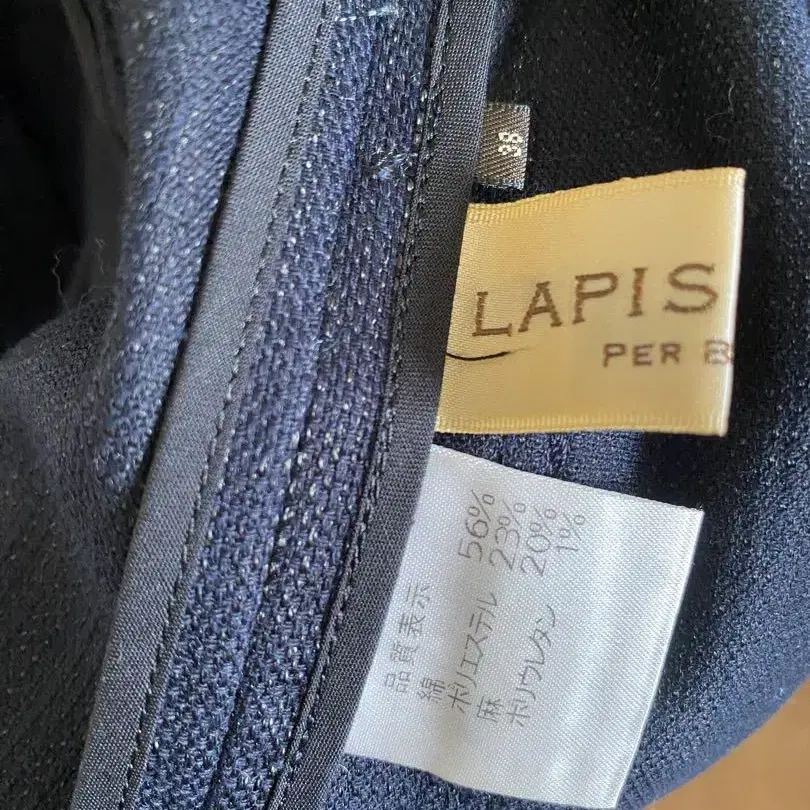 38
LAPIS
PER B
品質表示
綿 56%
ポリエステル 23%
麻 20%
ポリウレタン 1%